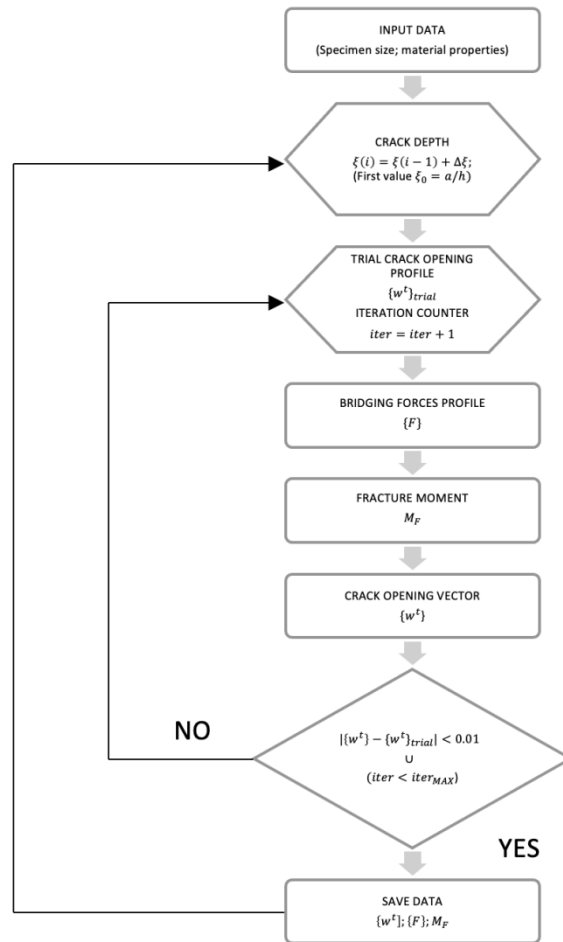 INPUT DATA
(Specimen size; material properties)
CRACK DEPTH
ξ(i) = ξ(i − 1) + Δξ;
(First value ξ₀ = a/h)
TRIAL CRACK OPENING
PROFILE
{wᵗ}ₜᵣᵢₐₗ
ITERATION COUNTER
iter = iter + 1
BRIDGING FORCES PROFILE
{F}
FRACTURE MOMENT
M_F
CRACK OPENING VECTOR
{wᵗ}
NO
|{wᵗ} − {wᵗ}ₜᵣᵢₐₗ| < 0.01
∪
(iter < iter_MAX)
YES
SAVE DATA
{wᵗ]; {F}; M_F